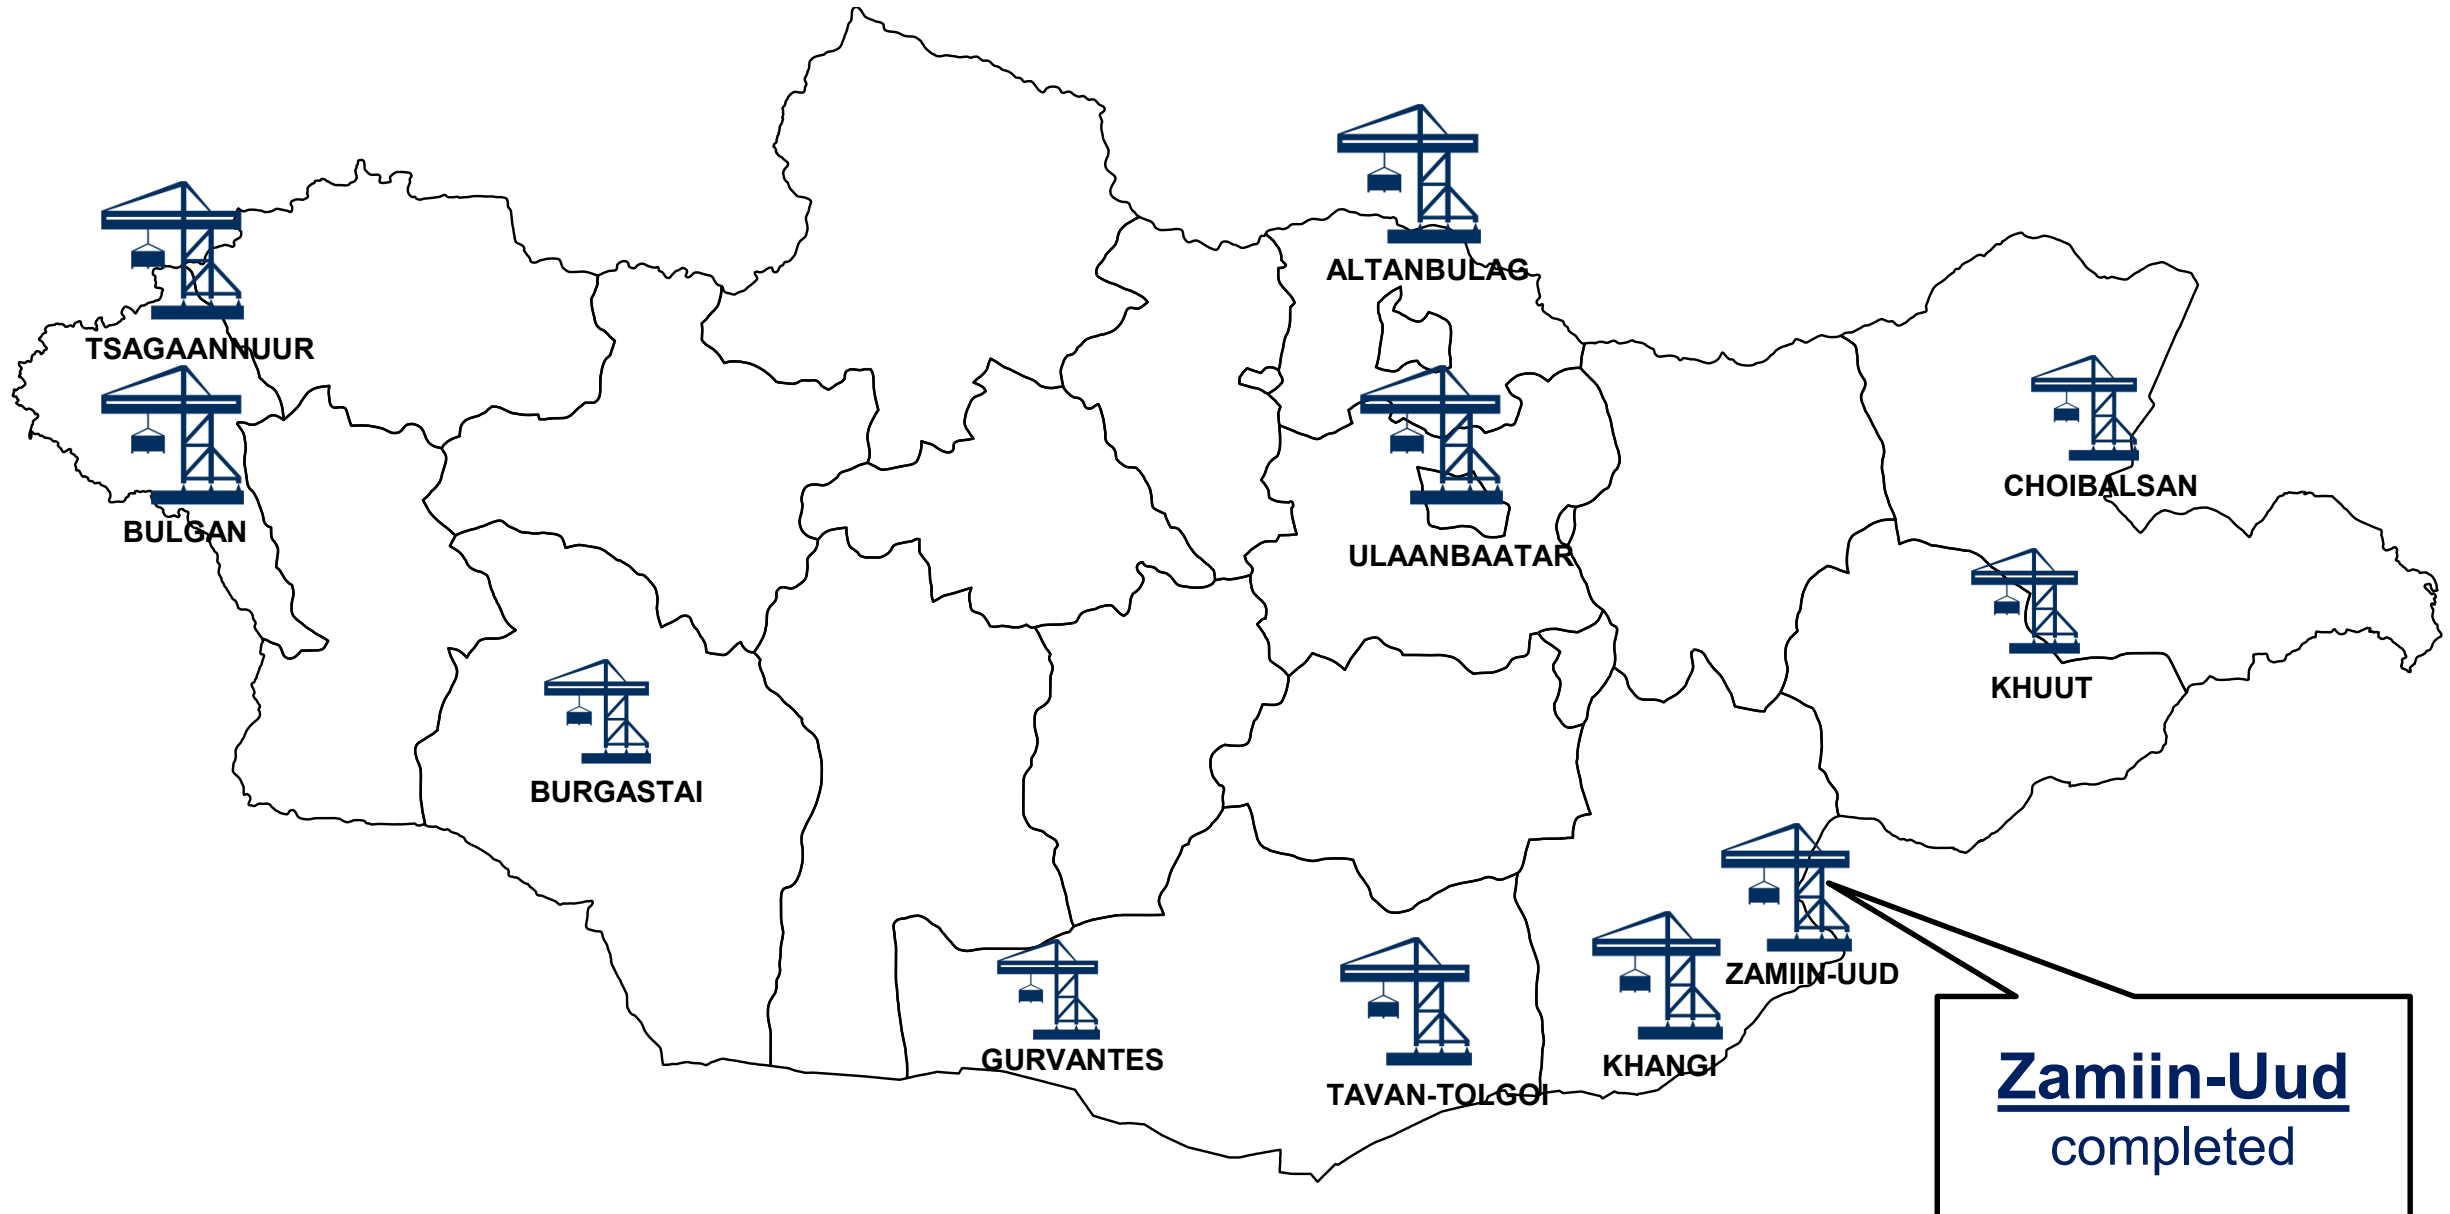 ALTANBULAG
TSAGAANNUUR
CHOIBALSAN
BULGAN
ULAANBAATAR
KHUUT
BURGASTAI
ZAMIIN-UUD
GURVANTES
KHANGI
TAVAN-TOLGOI
Zamiin-Uud
completed